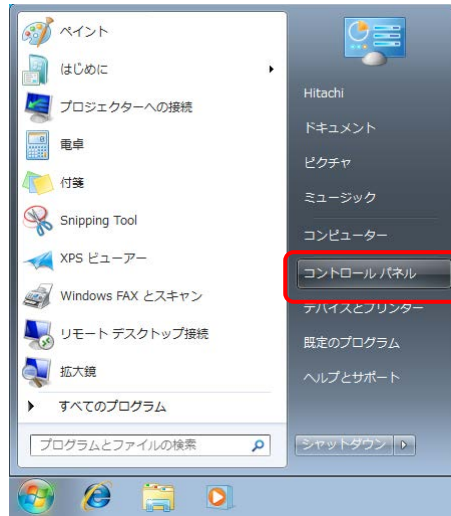 ペイント
はじめに
プロジェクターへの接続
電卓
付箋
Snipping Tool
XPS ビューアー
Windows FAX とスキャン
リモート デスクトップ接続
拡大鏡
すべてのプログラム
プログラムとファイルの検索
Hitachi
ドキュメント
ピクチャ
ミュージック
コンピューター
コントロール パネル
デバイスとプリンター
既定のプログラム
ヘルプとサポート
シャットダウン